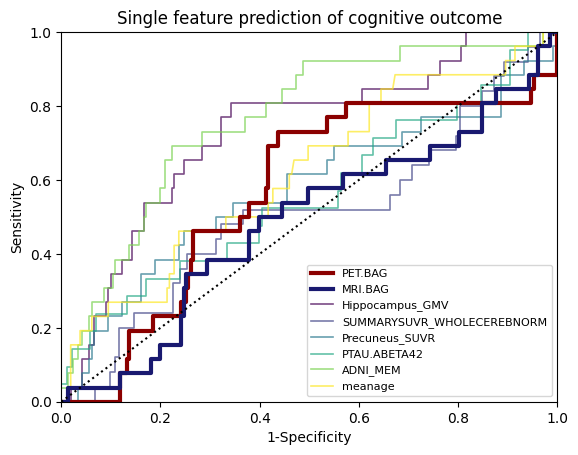 Single feature prediction of cognitive outcome
1.0
0.8
0.6
0.4
0.2
0.0
Sensitivity
PET.BAG
MRI.BAG
Hippocampus_GMV
SUMMARYSUVR_WHOLECEREBNORM
Precuneus_SUVR
PTAU.ABETA42
ADNI_MEM
meanage
0.0 0.2 0.4 0.6 0.8 1.0
1-Specificity